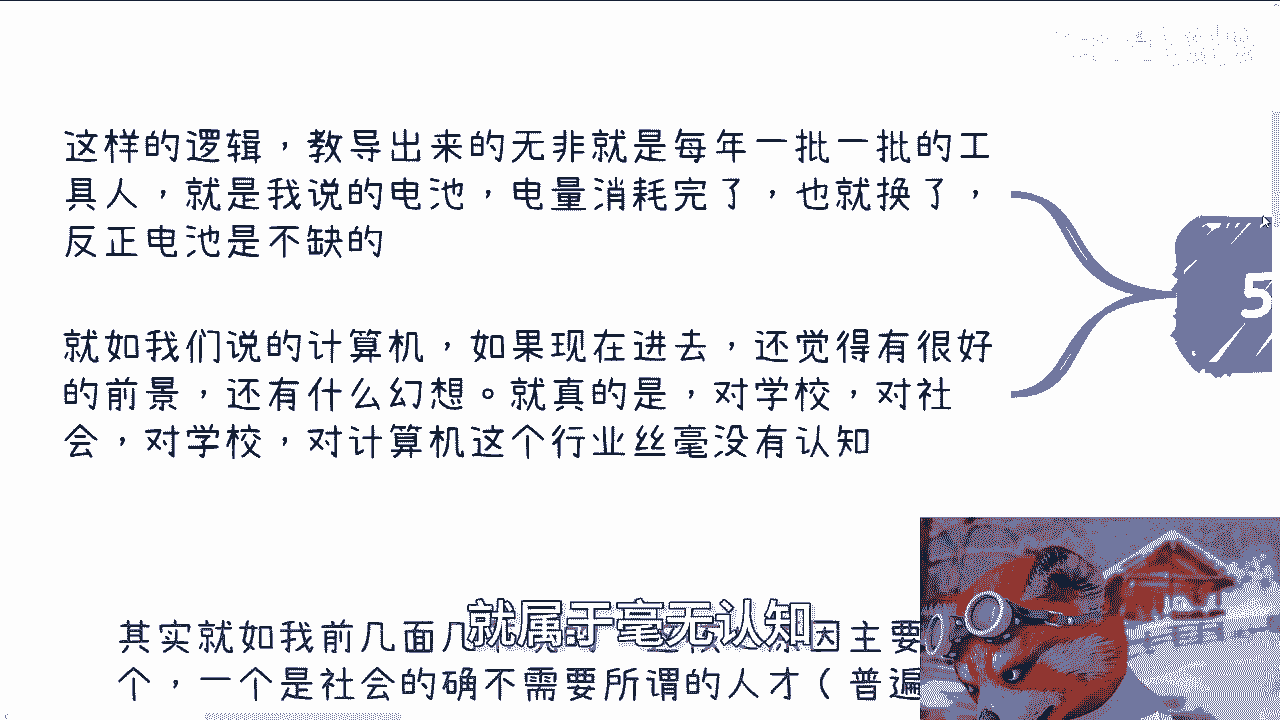 这样的逻辑，教导出来的无非就是每年一批一批的工
具人，就是我说的电池，电量消耗完了，也就换了，
反正电池是不缺的
5
就如我们说的计算机，如果现在进去，还觉得有很好
的前景，还有什么幻想。就真的是，对学校，对社
会，对学校，对计算机这个行业丝毫没有认知
就属于毫无认知
其实就如我前几面几 因主要
个，一个是社会的确不需要所谓的人才（普遍